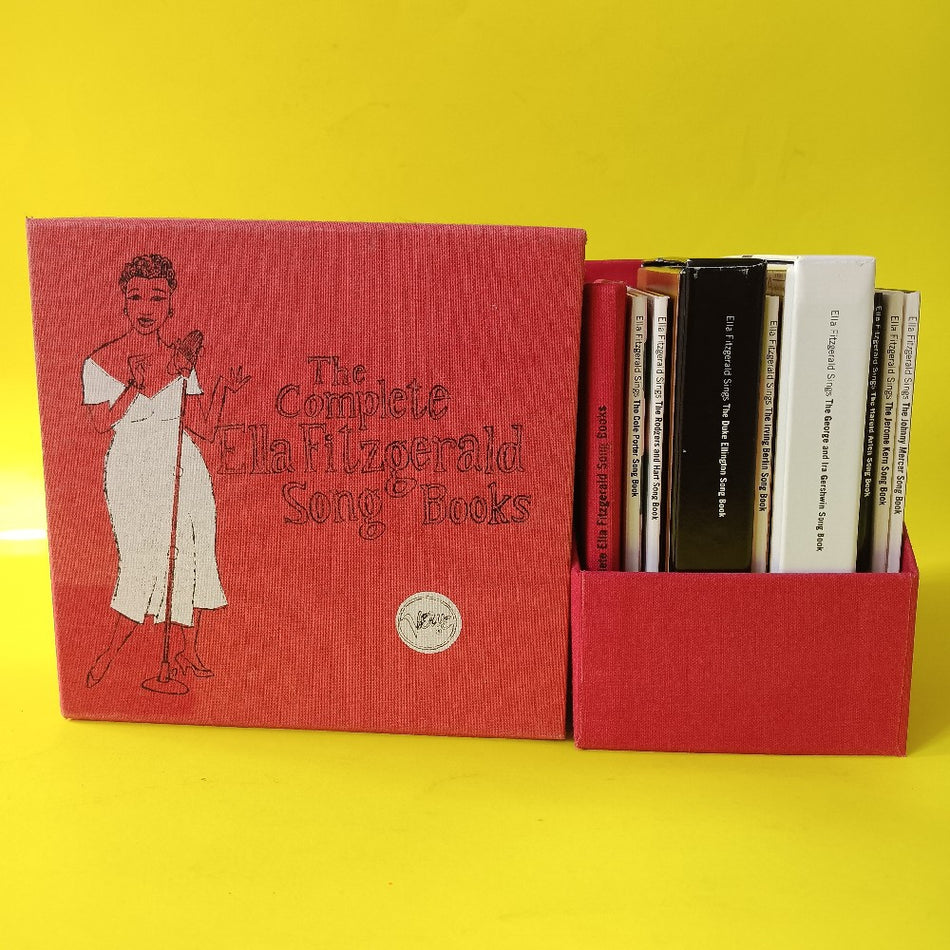 The
Complete
Ella Fitzgerald
Song Books
Verve
ete Ella Fitzgerald Song Books
Ella Fitzgerald Sings The Cole Porter Song Book
Ella Fitzgerald Sings The Rodgers and Hart Song Book
Ella Fitzgerald Sings The Duke Ellington Song Book
Ella Fitzgerald Sings The Irving Berlin Song Book
Ella Fitzgerald Sings The George and Ira Gershwin Song Book
Ella Fitzgerald Sings The Harold Arlen Song Book
Ella Fitzgerald Sings The Jerome Kern Song Book
Ella Fitzgerald Sings The Johnny Mercer Song Book